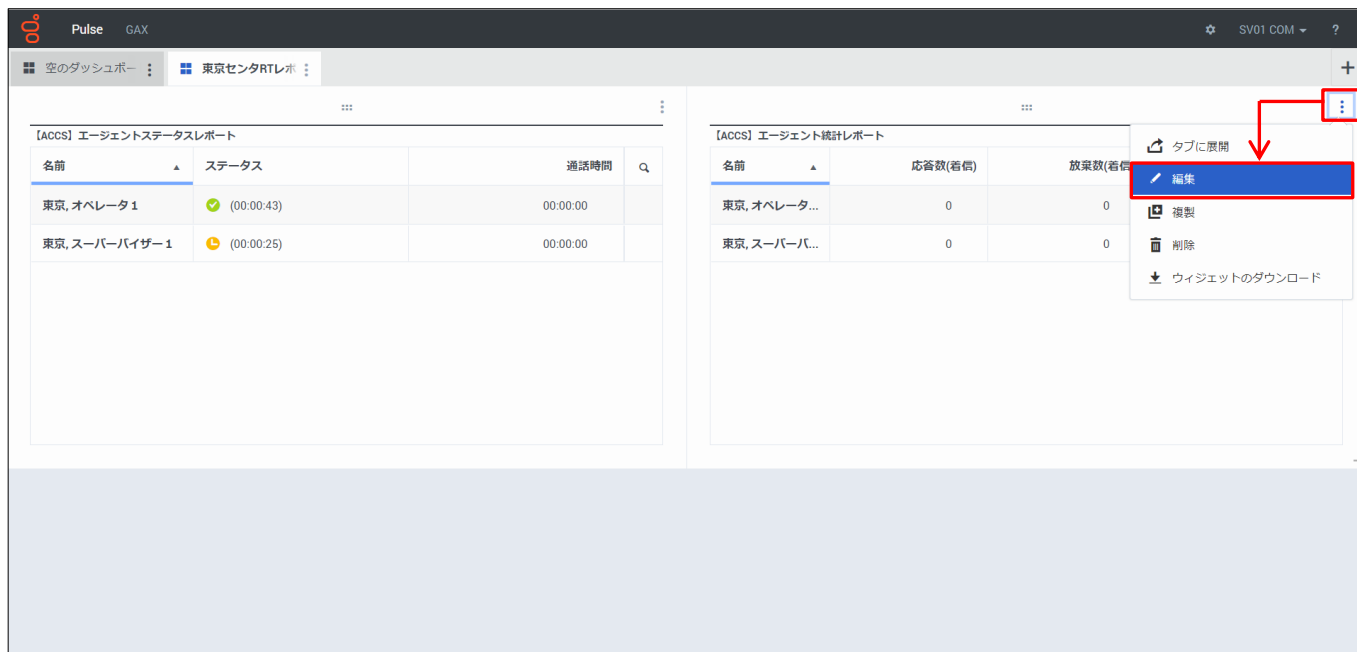 Pulse GAX SV01 COM ?
空のダッシュボー 東京センタRTレポ +
【ACCS】エージェントステータスレポート
名前 ステータス 通話時間
東京, オペレータ 1 (00:00:43) 00:00:00
東京, スーパーバイザー 1 (00:00:25) 00:00:00
【ACCS】エージェント統計レポート
名前 応答数(着信) 放棄数(着信
東京, オペレータ... 0 0
東京, スーパーバ... 0 0
タブに展開
編集
複製
削除
ウィジェットのダウンロード